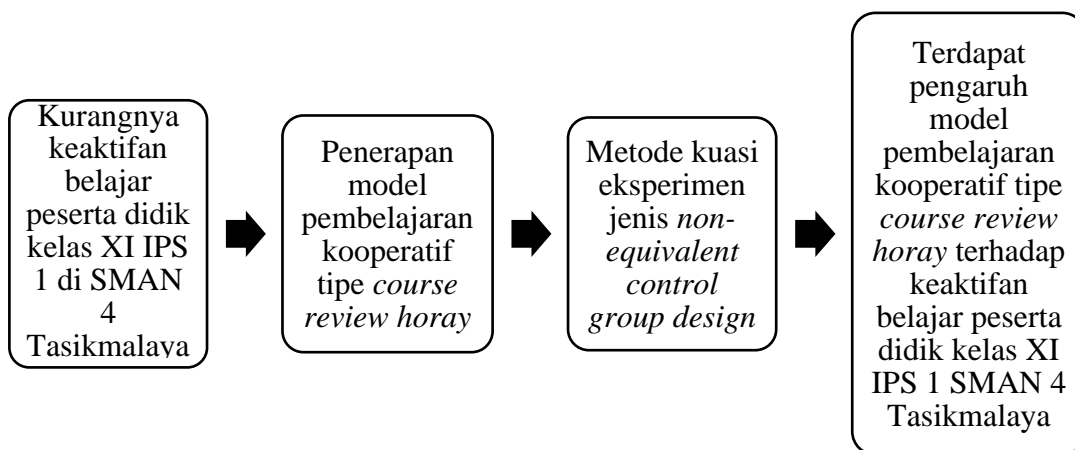 Kurangnya
keaktifan
belajar
peserta didik
kelas XI IPS
1 di SMAN
4
Tasikmalaya
Penerapan
model
pembelajaran
kooperatif
tipe course
review horay
Metode kuasi
eksperimen
jenis non-
equivalent
control
group design
Terdapat
pengaruh
model
pembelajaran
kooperatif tipe
course review
horay terhadap
keaktifan
belajar peserta
didik kelas XI
IPS 1 SMAN 4
Tasikmalaya